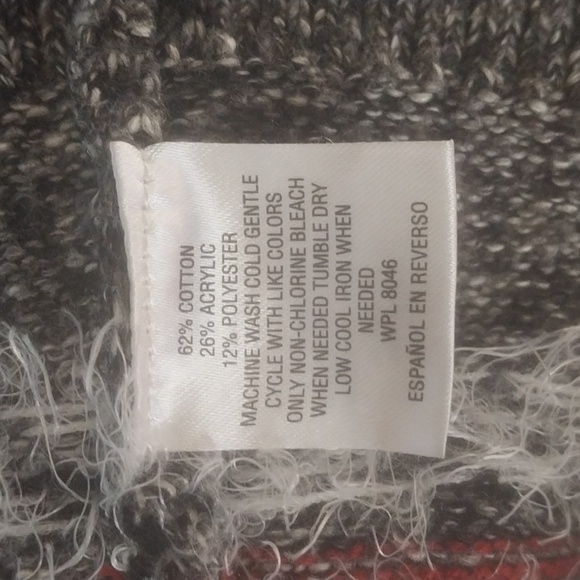 62% COTTON
26% ACRYLIC
12% POLYESTER
MACHINE WASH COLD GENTLE
CYCLE WITH LIKE COLORS
ONLY NON-CHLORINE BLEACH
WHEN NEEDED TUMBLE DRY
LOW COOL IRON WHEN
NEEDED
WPL 8046
ESPAÑOL EN REVERSO